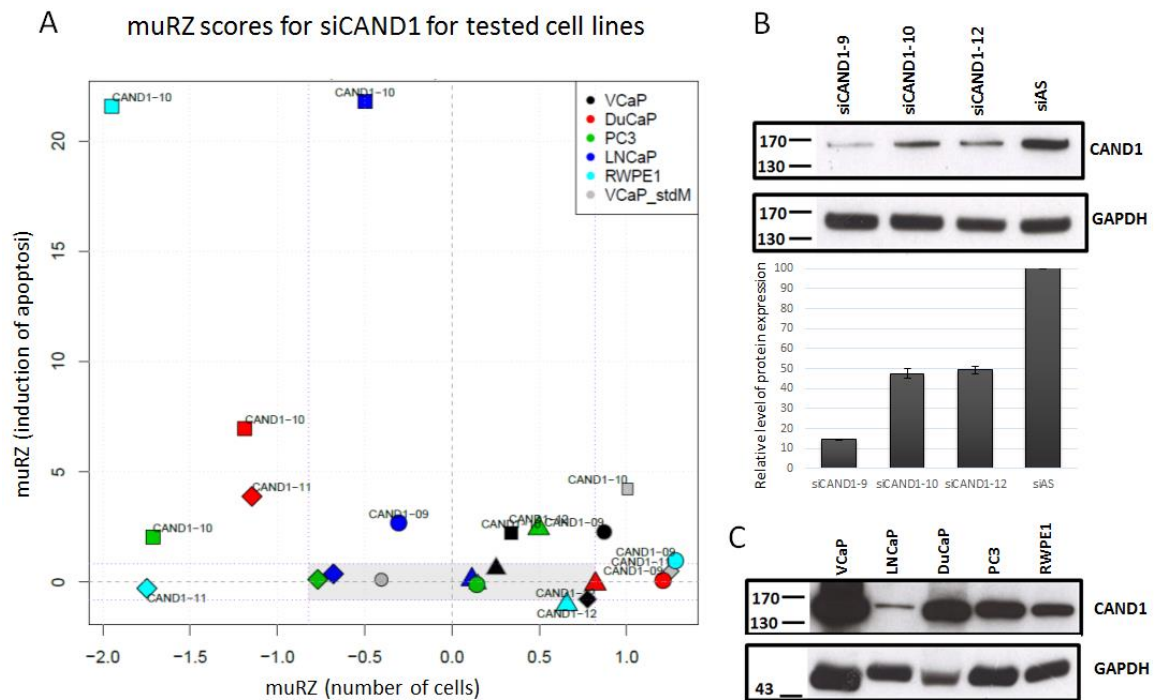 A
muRZ scores for siCAND1 for tested cell lines
CAND1-10
CAND1-10
VCaP
DuCaP
PC3
LNCaP
RWPE1
VCaP_stdM
CAND1-10
CAND1-11
CAND1-10
CAND1-10
CAND1-09
CAND1-12
CAND1-09
CAND1-09
CAND1-11
CAND1-09
CAND1-11
CAND1-12
20
15
10
5
0
−2.0
−1.5
−1.0
−0.5
0.0
0.5
1.0
muRZ (induction of apoptosi)
muRZ (number of cells)
B
siCAND1-9
siCAND1-10
siCAND1-12
siAS
170
130
CAND1
170
130
GAPDH
Relative level of protein expression
100
90
80
70
60
50
40
30
20
10
0
siCAND1-9
siCAND1-10
siCAND1-12
siAS
C
VCaP
LNCaP
DuCaP
PC3
RWPE1
170
130
CAND1
43
GAPDH